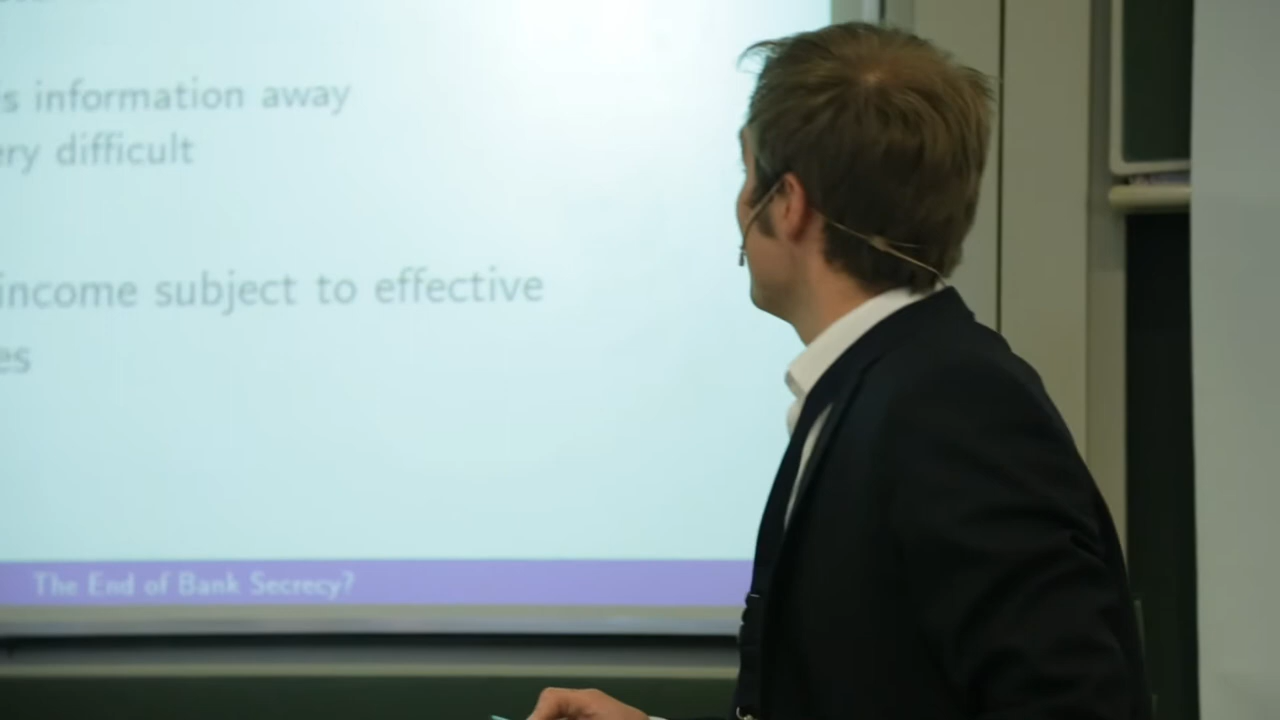 s information away
ery difficult
income subject to effective
es
The End of Bank Secrecy?